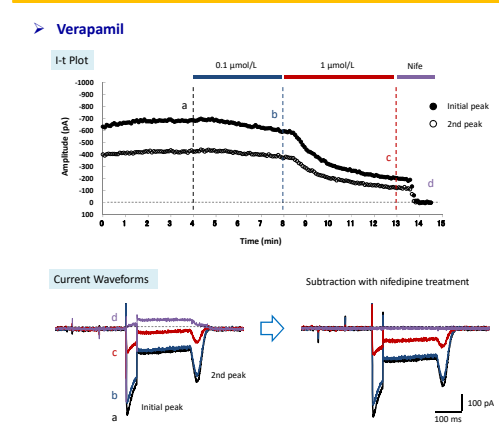 ➢ Verapamil
I-t Plot
0.1 μmol/L
1 μmol/L
Nife
-1000
-900
-800
-700
-600
-500
-400
-300
-200
-100
0
100
Amplitude (pA)
a
b
c
d
Initial peak
2nd peak
0 1 2 3 4 5 6 7 8 9 10 11 12 13 14 15
Time (min)
Current Waveforms
Subtraction with nifedipine treatment
d
c
b
a
2nd peak
Initial peak
100 pA
100 ms